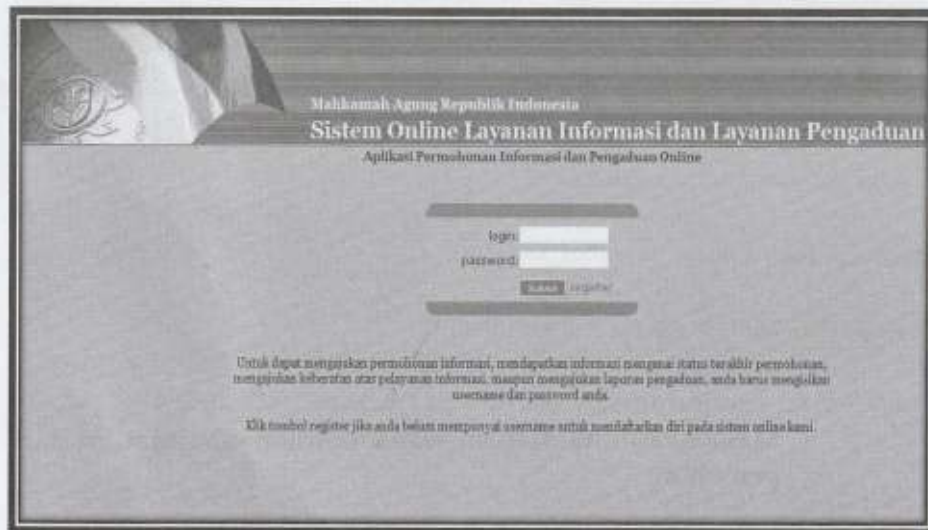 Mahkamah Agung Republik Indonesia
Sistem Online Layanan Informasi dan Layanan Pengaduan
Aplikasi Permohonan Informasi dan Pengaduan Online
login:
password:
Submit register
Untuk dapat mengajukan permohonan informasi, mendapatkan informasi mengenai status terakhir permohonan,
mengajukan keberatan atas pelayanan informasi, maupun mengajukan laporan pengaduan, anda harus mengisikan
username dan password anda.
Klik tombol register jika anda belum mempunyai username untuk mendaftarkan diri pada sistem online kami.